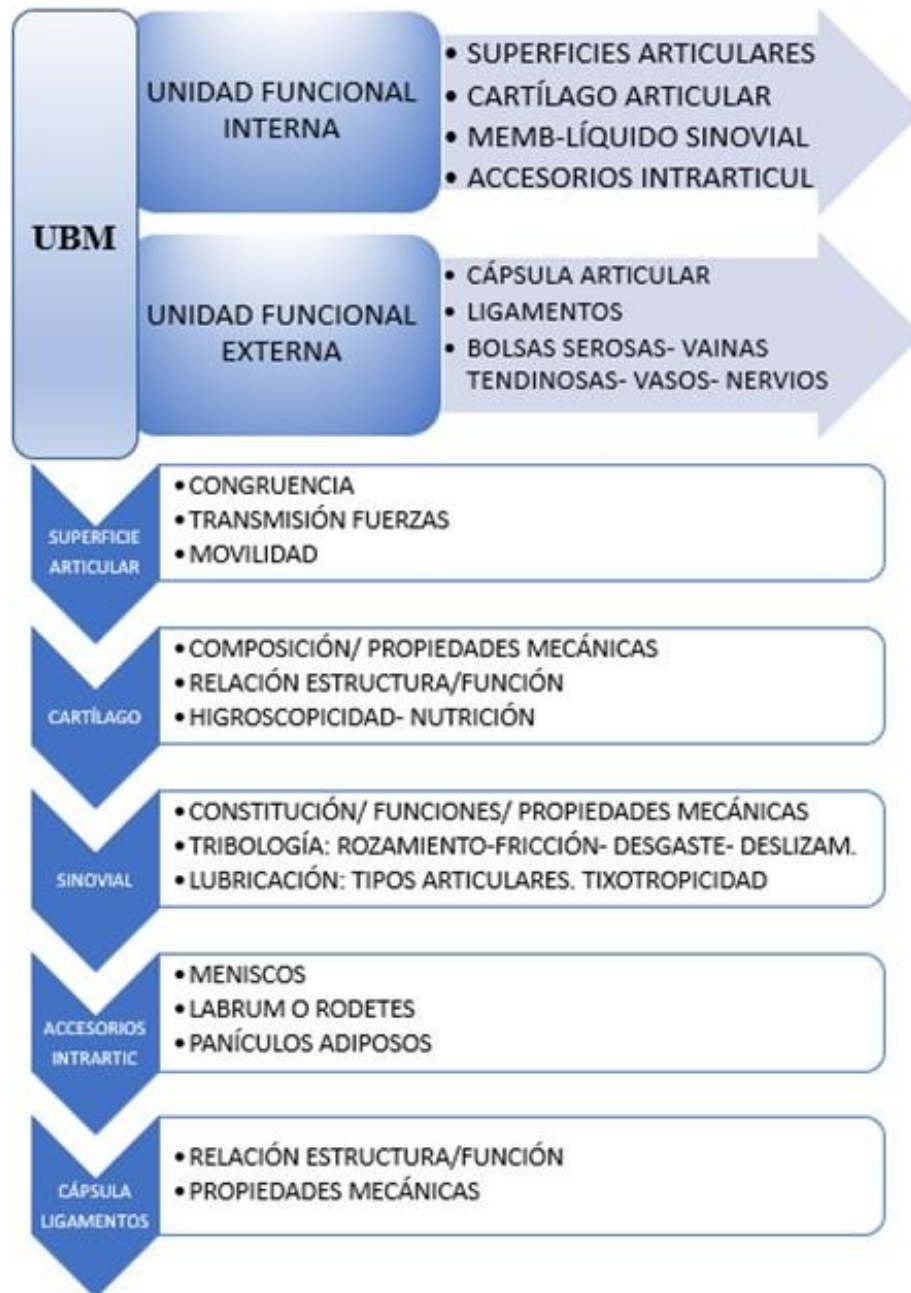 UBM
UNIDAD FUNCIONAL
INTERNA
• SUPERFICIES ARTICULARES
• CARTÍLAGO ARTICULAR
• MEMB-LÍQUIDO SINOVIAL
• ACCESORIOS INTRARTICUL
UNIDAD FUNCIONAL
EXTERNA
• CÁPSULA ARTICULAR
• LIGAMENTOS
• BOLSAS SEROSAS- VAINAS
TENDINOSAS- VASOS- NERVIOS
SUPERFICIE
ARTICULAR
• CONGRUENCIA
• TRANSMISIÓN FUERZAS
• MOVILIDAD
CARTÍLAGO
• COMPOSICIÓN/ PROPIEDADES MECÁNICAS
• RELACIÓN ESTRUCTURA/FUNCIÓN
• HIGROSCOPICIDAD- NUTRICIÓN
SINOVIAL
• CONSTITUCIÓN/ FUNCIONES/ PROPIEDADES MECÁNICAS
• TRIBOLOGÍA: ROZAMIENTO-FRICCIÓN- DESGASTE- DESLIZAM.
• LUBRICACIÓN: TIPOS ARTICULARES. TIXOTROPICIDAD
ACCESORIOS
INTRARTIC
• MENISCOS
• LABRUM O RODETES
• PANÍCULOS ADIPOSOS
CÁPSULA
LIGAMENTOS
• RELACIÓN ESTRUCTURA/FUNCIÓN
• PROPIEDADES MECÁNICAS